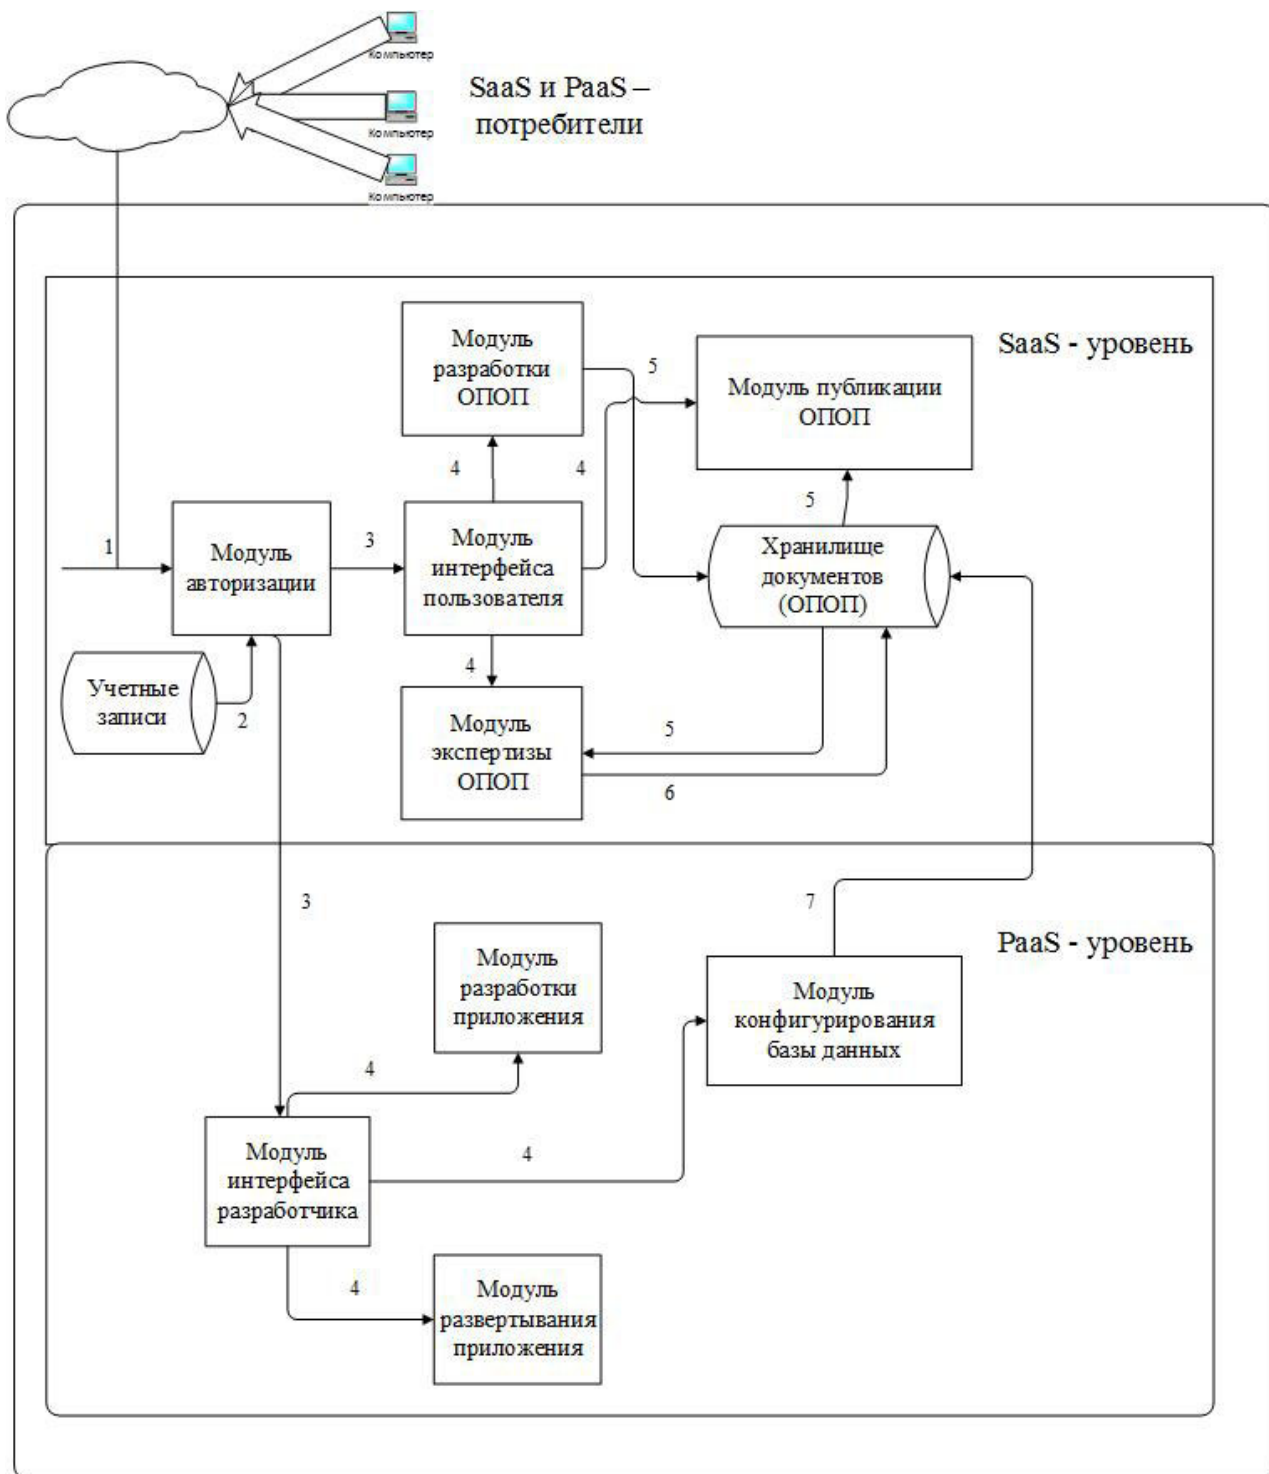 Компьютер
SaaS и PaaS –
потребители
Компьютер
Компьютер
SaaS - уровень
Модуль
разработки
ОПОП
5
Модуль публикации
ОПОП
4
4
5
1
Модуль
авторизации
3
Модуль
интерфейса
пользователя
Хранилище
документов
(ОПОП)
4
Учетные
записи
2
Модуль
экспертизы
ОПОП
5
6
3
7
PaaS - уровень
Модуль
разработки
приложения
Модуль
конфигурирования
базы данных
4
4
Модуль
интерфейса
разработчика
4
Модуль
развертывания
приложения